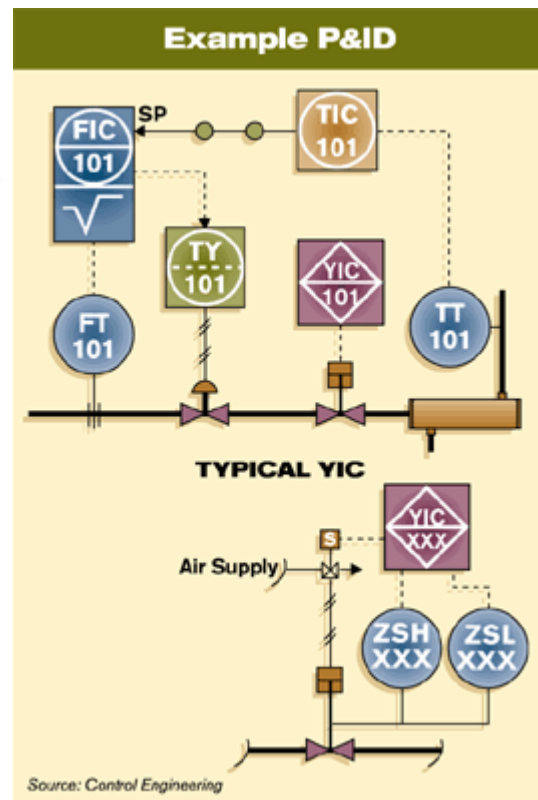 Example P&ID
SP
FIC
101
√
TIC
101
TY
101
YIC
101
FT
101
TT
101
TYPICAL YIC
YIC
XXX
S
Air Supply
ZSH
XXX
ZSL
XXX
Source: Control Engineering